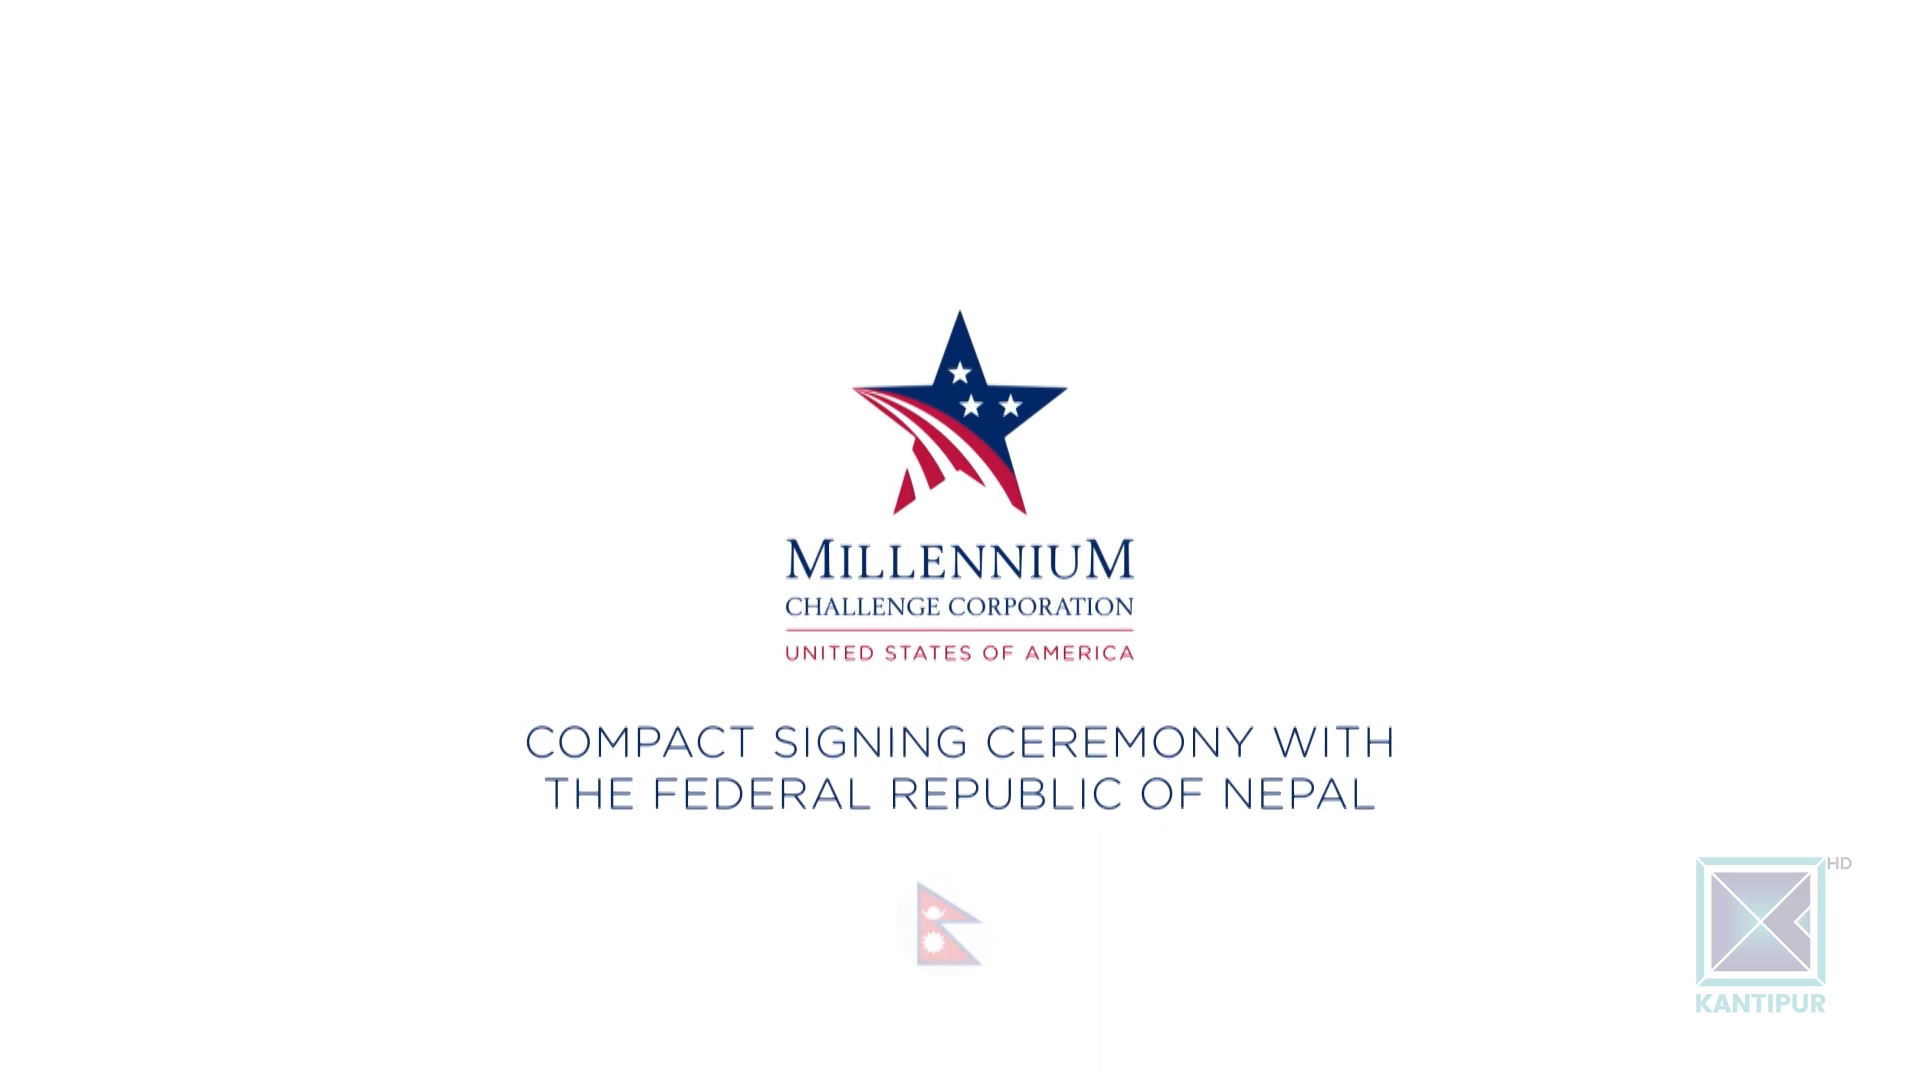 MILLENNIUM
CHALLENGE CORPORATION
UNITED STATES OF AMERICA
COMPACT SIGNING CEREMONY WITH
THE FEDERAL REPUBLIC OF NEPAL
HD
KANTIPUR